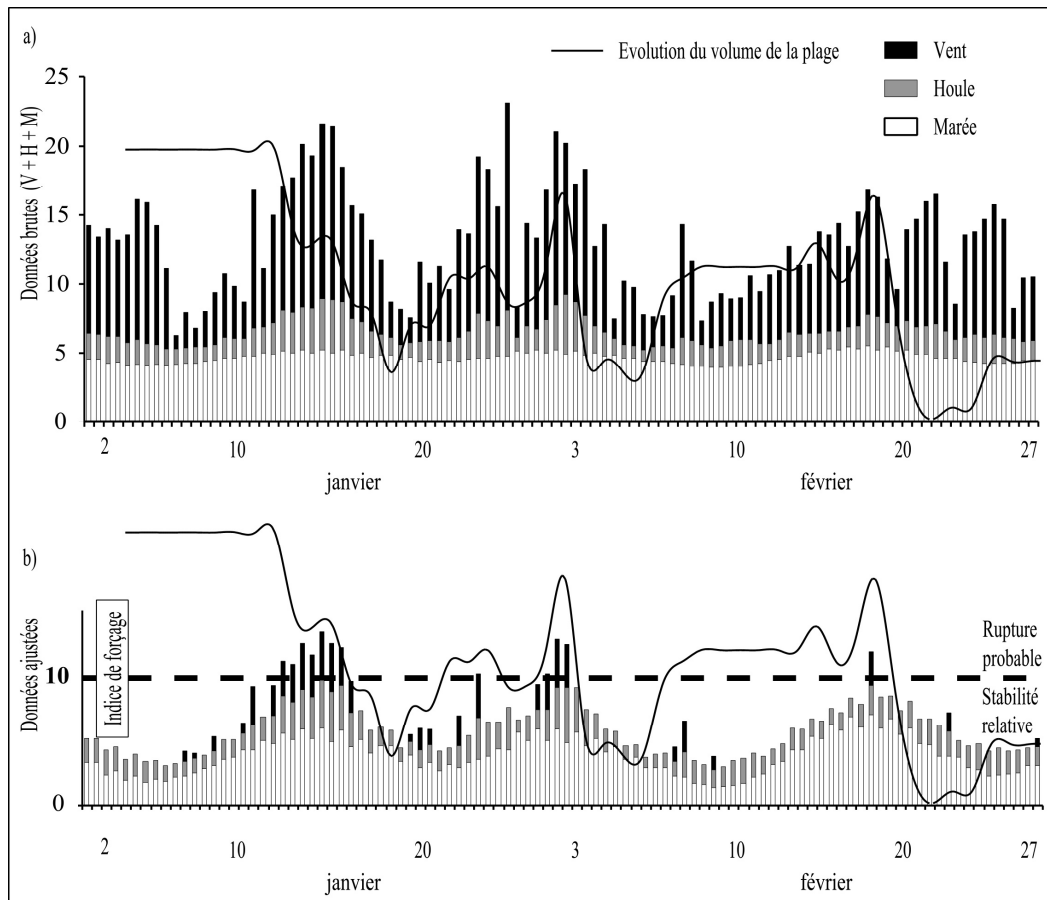 a)
Evolution du volume de la plage
Vent
Houle
Marée
Données brutes (V + H + M)
25
20
15
10
5
0
2 10 20 3 10 20 27
janvier février
b)
Données ajustées
Indice de forçage
10
0
Rupture
probable
Stabilité
relative
2 10 20 3 10 20 27
janvier février